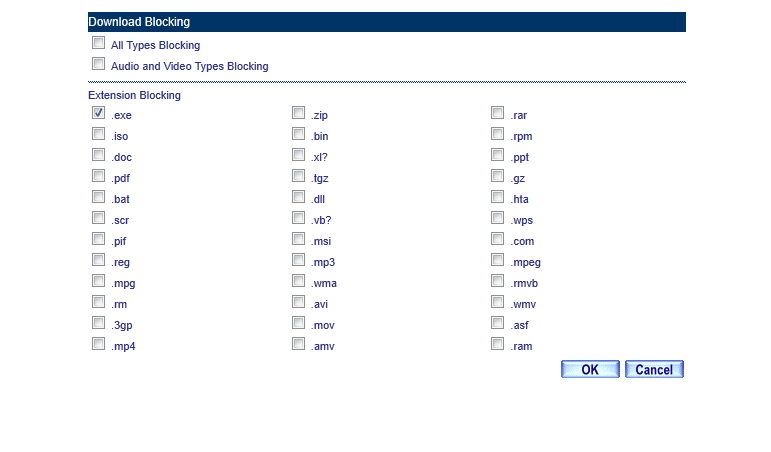 Download Blocking
All Types Blocking
Audio and Video Types Blocking
Extension Blocking
.exe .zip .rar
.iso .bin .rpm
.doc .xl? .ppt
.pdf .tgz .gz
.bat .dll .hta
.scr .vb? .wps
.pif .msi .com
.reg .mp3 .mpeg
.mpg .wma .rmvb
.rm .avi .wmv
.3gp .mov .asf
.mp4 .amv .ram
OK Cancel